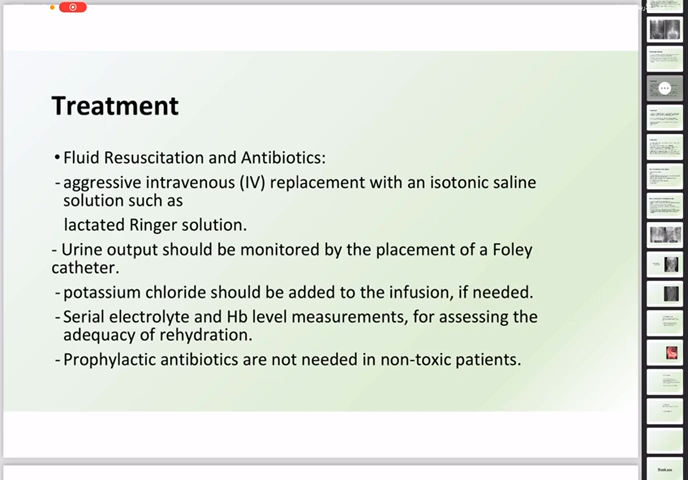 Treatment
•Fluid Resuscitation and Antibiotics:
- aggressive intravenous (IV) replacement with an isotonic saline
solution such as
lactated Ringer solution.
- Urine output should be monitored by the placement of a Foley
catheter.
- potassium chloride should be added to the infusion, if needed.
- Serial electrolyte and Hb level measurements, for assessing the
adequacy of rehydration.
- Prophylactic antibiotics are not needed in non-toxic patients.